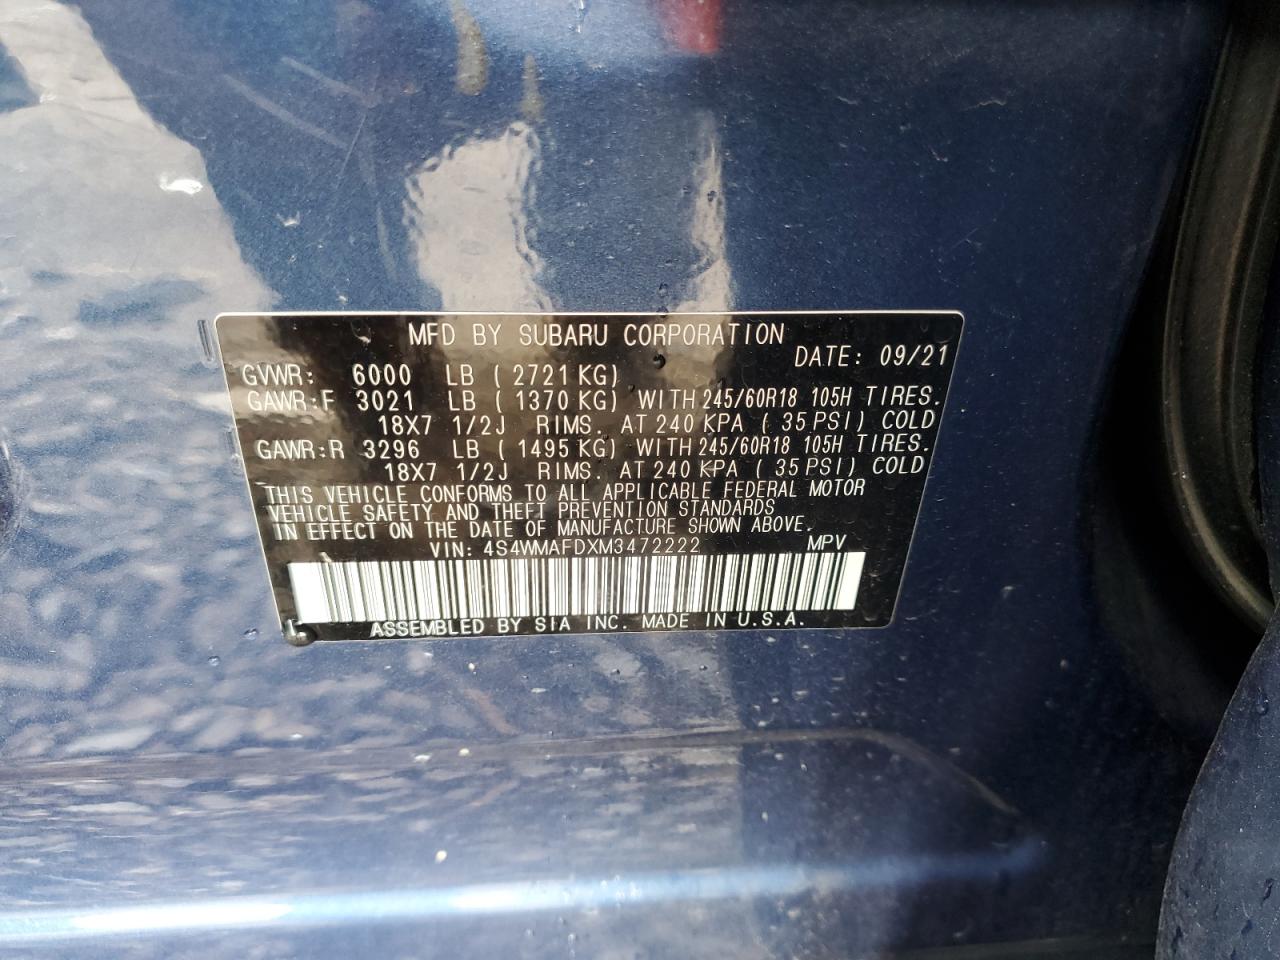 MFD BY SUBARU CORPORATION
DATE: 09/21
GVWR: 6000 LB ( 2721 KG)
GAWR:F 3021 LB ( 1370 KG) WITH 245/60R18 105H TIRES.
18X7 1/2J RIMS. AT 240 KPA ( 35 PSI) COLD
GAWR:R 3296 LB ( 1495 KG) WITH 245/60R18 105H TIRES.
18X7 1/2J RIMS. AT 240 KPA ( 35 PSI) COLD
THIS VEHICLE CONFORMS TO ALL APPLICABLE FEDERAL MOTOR
VEHICLE SAFETY AND THEFT PREVENTION STANDARDS
IN EFFECT ON THE DATE OF MANUFACTURE SHOWN ABOVE.
VIN: 4S4WMAFDXM3472222 MPV
ASSEMBLED BY SIA INC. MADE IN U.S.A.